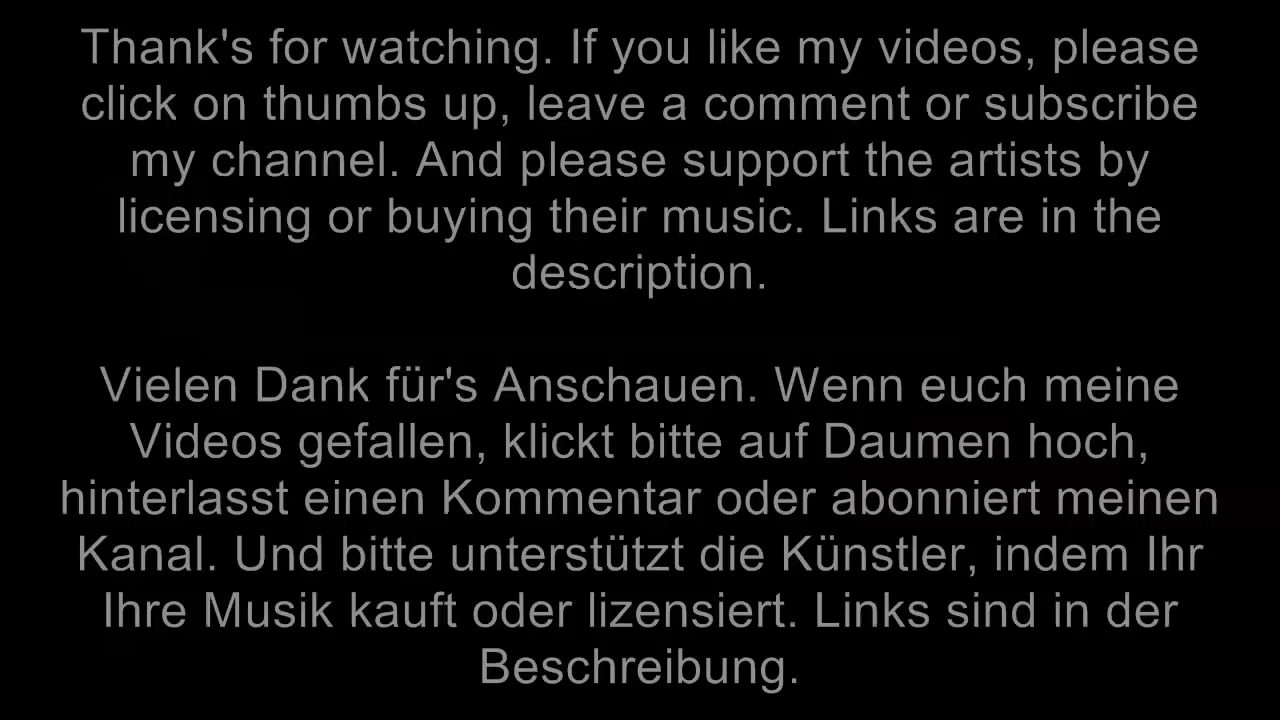 Thank's for watching. If you like my videos, please
click on thumbs up, leave a comment or subscribe
my channel. And please support the artists by
licensing or buying their music. Links are in the
description.
Vielen Dank für's Anschauen. Wenn euch meine
Videos gefallen, klickt bitte auf Daumen hoch,
hinterlasst einen Kommentar oder abonniert meinen
Kanal. Und bitte unterstützt die Künstler, indem Ihr
Ihre Musik kauft oder lizensiert. Links sind in der
Beschreibung.